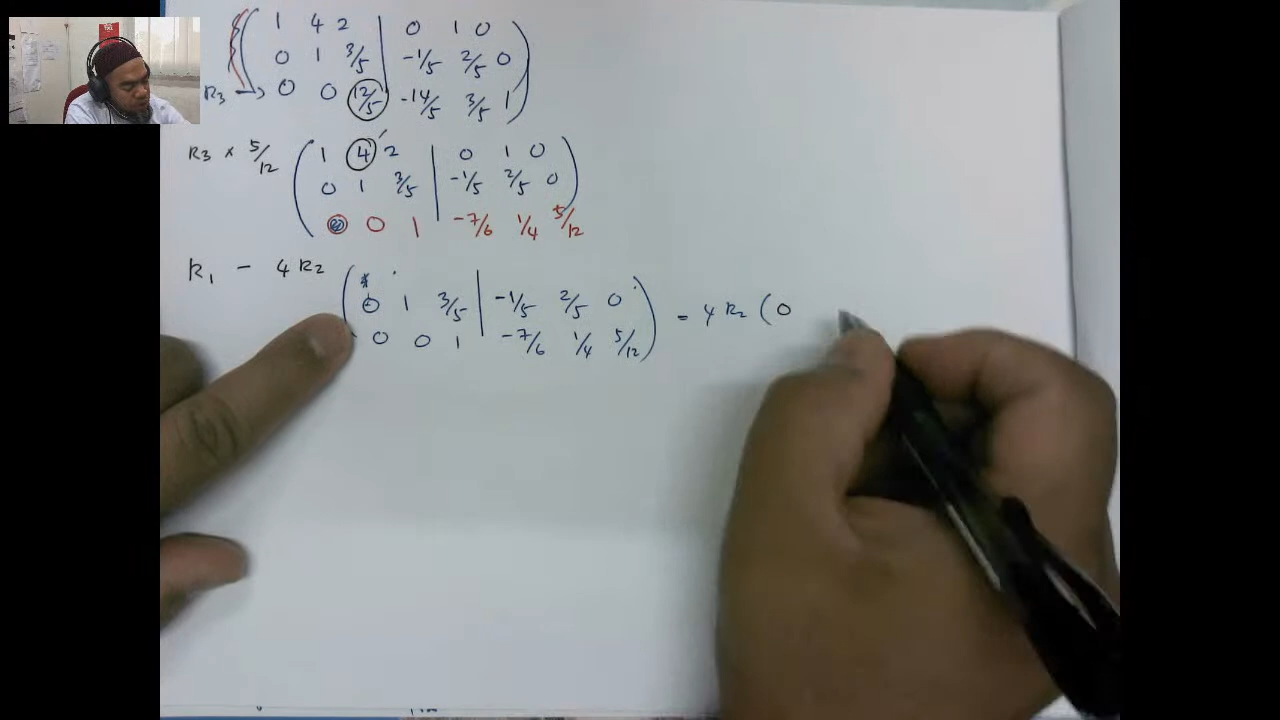 1 4 2 | 0 1 0
0 1 3/5 | -1/5 2/5 0
R3 → 0 0 12/5 | -14/5 3/5 1
R3 × 5/12
1 4 2 | 0 1 0
0 1 3/5 | -1/5 2/5 0
0 0 1 | -7/6 1/4 5/12
R1 - 4R2
0 1 3/5 | -1/5 2/5 0
0 0 1 | -7/6 1/4 5/12
= 4R2 ( 0